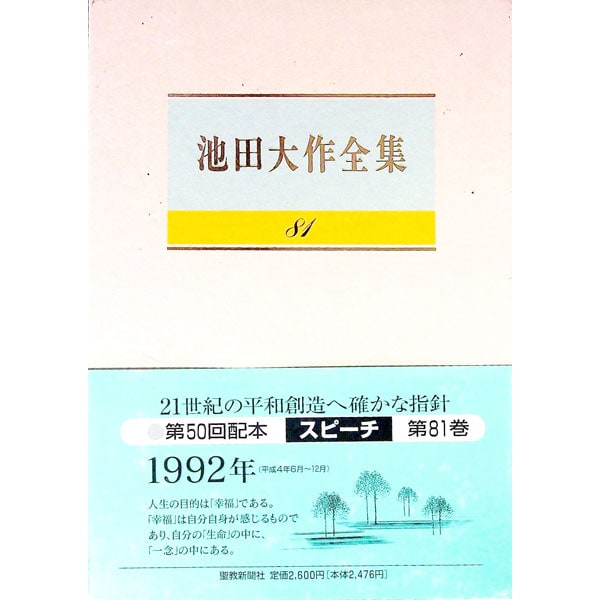 池田大作全集
81
21世紀の平和創造へ確かな指針
第50回配本 スピーチ 第81巻
1992年(平成4年6月〜12月)
人生の目的は「幸福」である。
「幸福」は自分自身が感じるもので
あり、自分の「生命」の中に、
「一念」の中にある。
聖教新聞社 定価2,600円[本体2,476円]